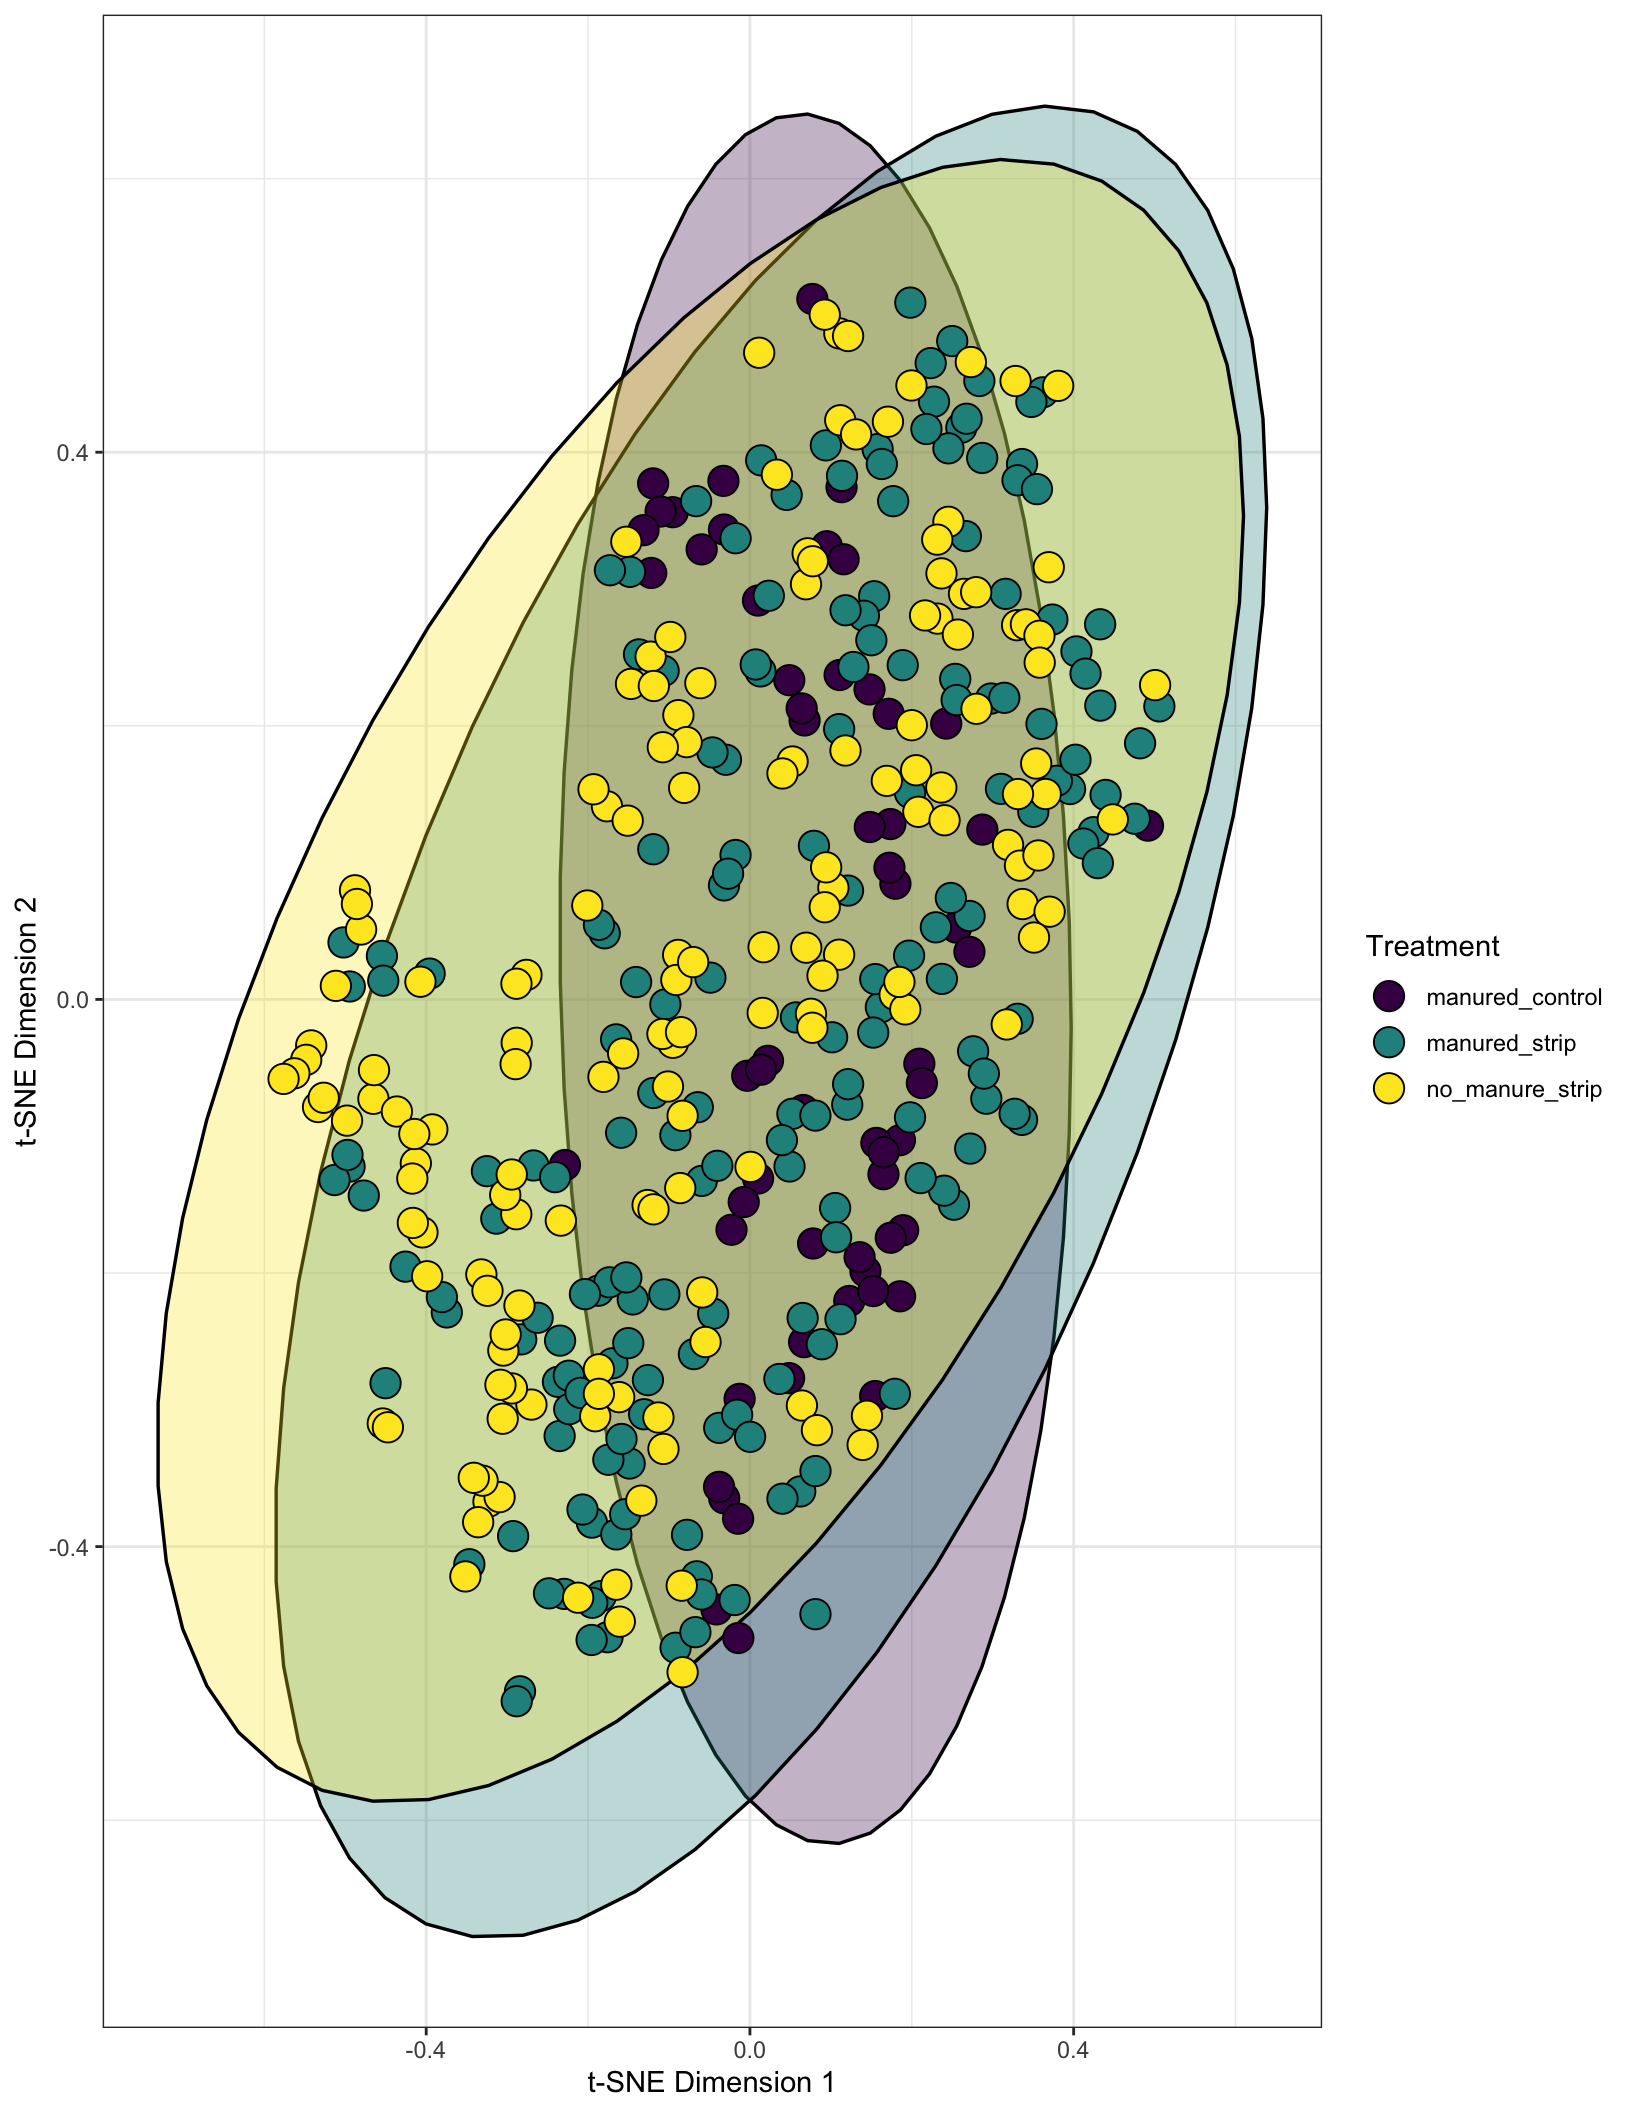 t-SNE Dimension 2
0.4
0.0
-0.4
-0.4
0.0
0.4
t-SNE Dimension 1
Treatment
manured_control
manured_strip
no_manure_strip